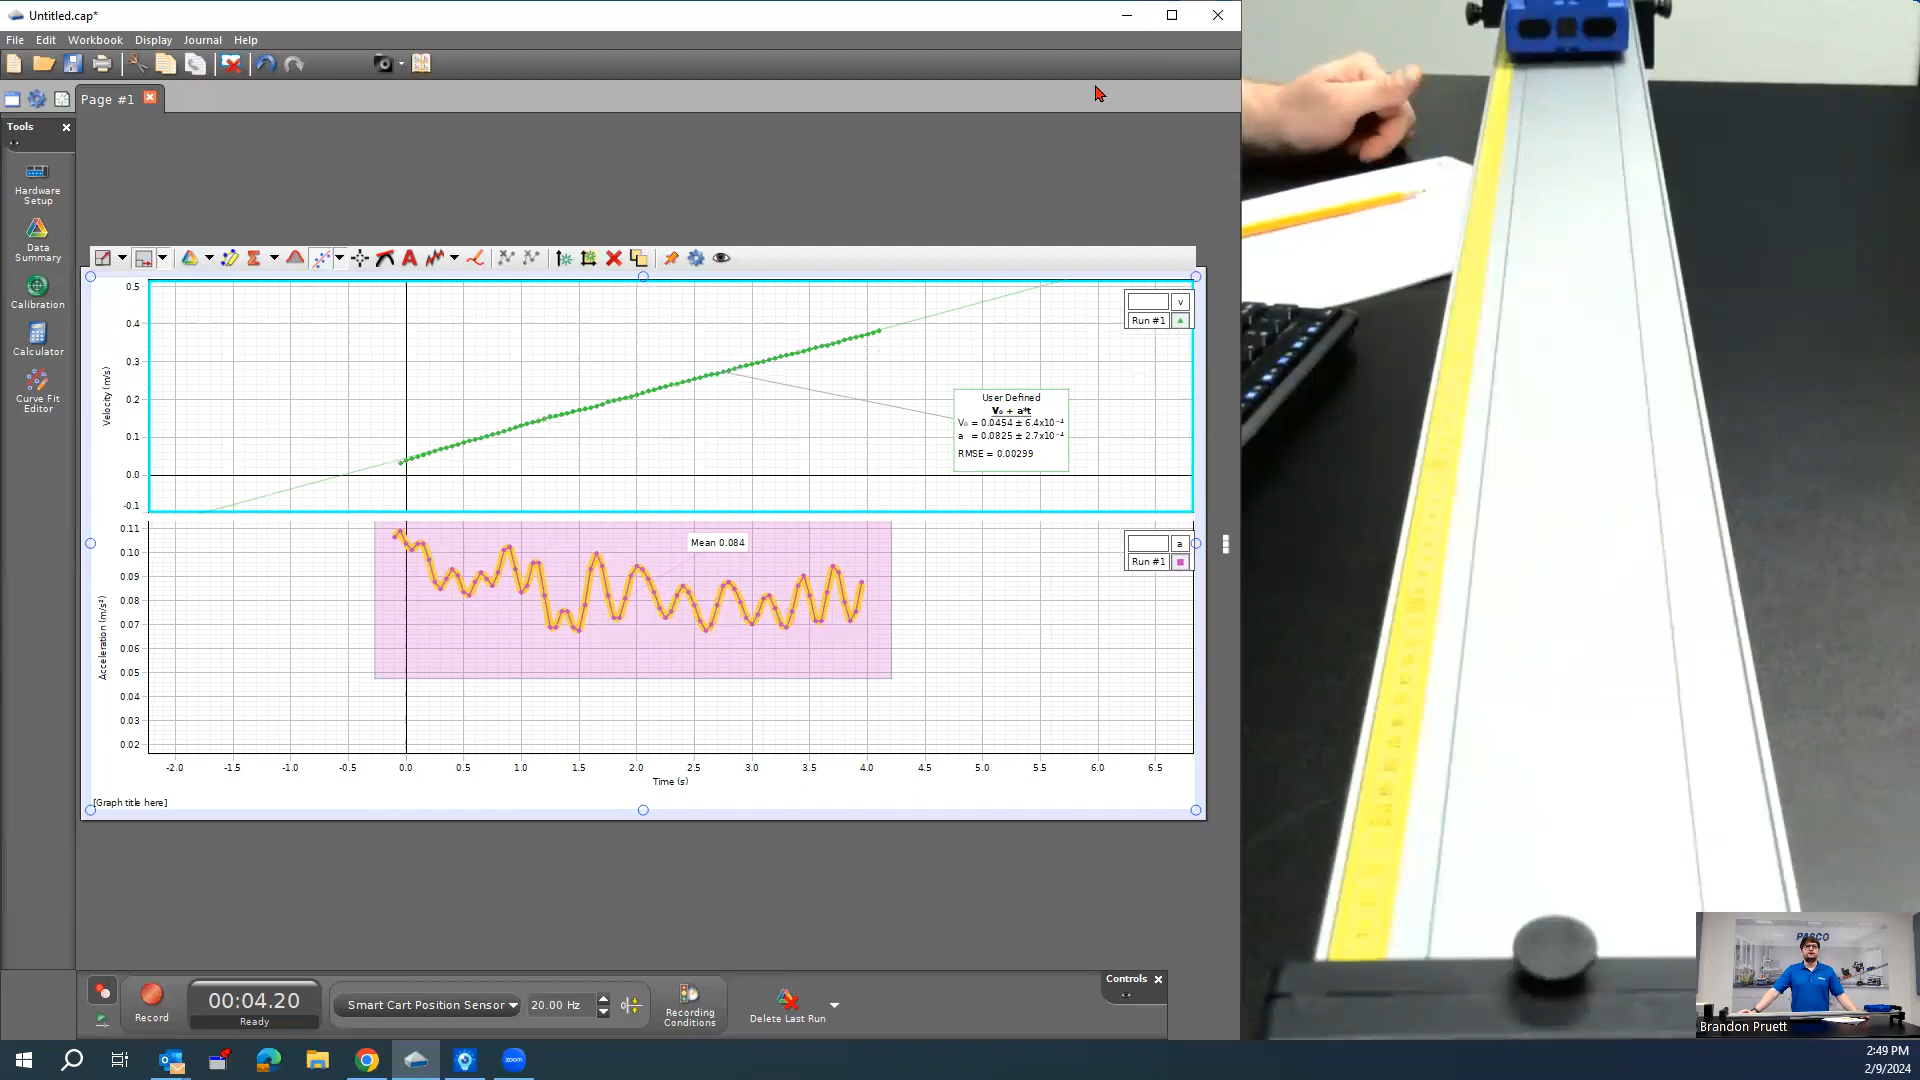 Untitled.cap*
File Edit Workbook Display Journal Help
Page #1
Tools
Hardware
Setup
Data
Summary
Calibration
Calculator
Curve Fit
Editor
0.5
0.4
0.3
0.2
0.1
0.0
-0.1
Velocity (m/s)
v
Run #1
User Defined
V₀ + a*t
V₀ = 0.0454 ± 6.4x10⁻⁴
a = 0.0825 ± 2.7x10⁻⁴
RMSE = 0.00299
0.11
0.10
0.09
0.08
0.07
0.06
0.05
0.04
0.03
0.02
Acceleration (m/s²)
Mean 0.084
a
Run #1
-2.0 -1.5 -1.0 -0.5 0.0 0.5 1.0 1.5 2.0 2.5 3.0 3.5 4.0 4.5 5.0 5.5 6.0 6.5
Time (s)
[Graph title here]
Record
00:04.20
Ready
Smart Cart Position Sensor
20.00 Hz
Recording
Conditions
Delete Last Run
Controls
PASCO
Brandon Pruett
zoom
2:49 PM
2/9/2024